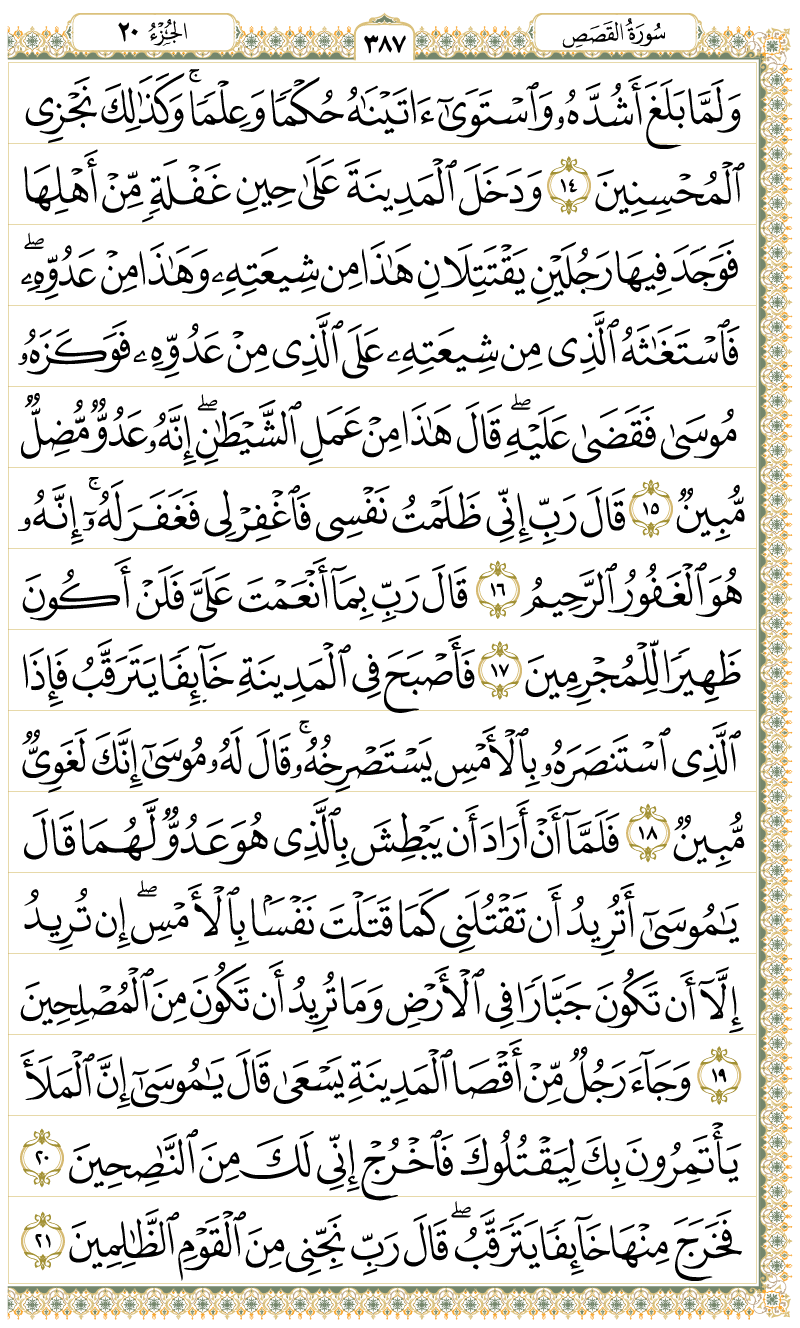 سُورَةُ القَصَصِ ٣٨٧ الجُزْءُ ٢٠
وَلَمَّا بَلَغَ أَشُدَّهُۥ وَٱسْتَوَىٰٓ ءَاتَيْنَٰهُ حُكْمًا وَعِلْمًا ۚ وَكَذَٰلِكَ نَجْزِى
ٱلْمُحْسِنِينَ ١٤ وَدَخَلَ ٱلْمَدِينَةَ عَلَىٰ حِينِ غَفْلَةٍ مِّنْ أَهْلِهَا
فَوَجَدَ فِيهَا رَجُلَيْنِ يَقْتَتِلَانِ هَٰذَا مِن شِيعَتِهِۦ وَهَٰذَا مِنْ عَدُوِّهِۦ ۖ
فَٱسْتَغَٰثَهُ ٱلَّذِى مِن شِيعَتِهِۦ عَلَى ٱلَّذِى مِنْ عَدُوِّهِۦ فَوَكَزَهُۥ
مُوسَىٰ فَقَضَىٰ عَلَيْهِ ۖ قَالَ هَٰذَا مِنْ عَمَلِ ٱلشَّيْطَٰنِ ۖ إِنَّهُۥ عَدُوٌّ مُّضِلٌّ
مُّبِينٌ ١٥ قَالَ رَبِّ إِنِّى ظَلَمْتُ نَفْسِى فَٱغْفِرْ لِى فَغَفَرَ لَهُۥٓ ۚ إِنَّهُۥ
هُوَ ٱلْغَفُورُ ٱلرَّحِيمُ ١٦ قَالَ رَبِّ بِمَآ أَنْعَمْتَ عَلَىَّ فَلَنْ أَكُونَ
ظَهِيرًا لِّلْمُجْرِمِينَ ١٧ فَأَصْبَحَ فِى ٱلْمَدِينَةِ خَآئِفًا يَتَرَقَّبُ فَإِذَا
ٱلَّذِى ٱسْتَنصَرَهُۥ بِٱلْأَمْسِ يَسْتَصْرِخُهُۥ ۚ قَالَ لَهُۥ مُوسَىٰٓ إِنَّكَ لَغَوِىٌّ
مُّبِينٌ ١٨ فَلَمَّآ أَنْ أَرَادَ أَن يَبْطِشَ بِٱلَّذِى هُوَ عَدُوٌّ لَّهُمَا قَالَ
يَٰمُوسَىٰٓ أَتُرِيدُ أَن تَقْتُلَنِى كَمَا قَتَلْتَ نَفْسًۢا بِٱلْأَمْسِ ۖ إِن تُرِيدُ
إِلَّآ أَن تَكُونَ جَبَّارًا فِى ٱلْأَرْضِ وَمَا تُرِيدُ أَن تَكُونَ مِنَ ٱلْمُصْلِحِينَ
١٩ وَجَآءَ رَجُلٌ مِّنْ أَقْصَا ٱلْمَدِينَةِ يَسْعَىٰ قَالَ يَٰمُوسَىٰٓ إِنَّ ٱلْمَلَأَ
يَأْتَمِرُونَ بِكَ لِيَقْتُلُوكَ فَٱخْرُجْ إِنِّى لَكَ مِنَ ٱلنَّٰصِحِينَ ٢٠
فَخَرَجَ مِنْهَا خَآئِفًا يَتَرَقَّبُ ۖ قَالَ رَبِّ نَجِّنِى مِنَ ٱلْقَوْمِ ٱلظَّٰلِمِينَ ٢١